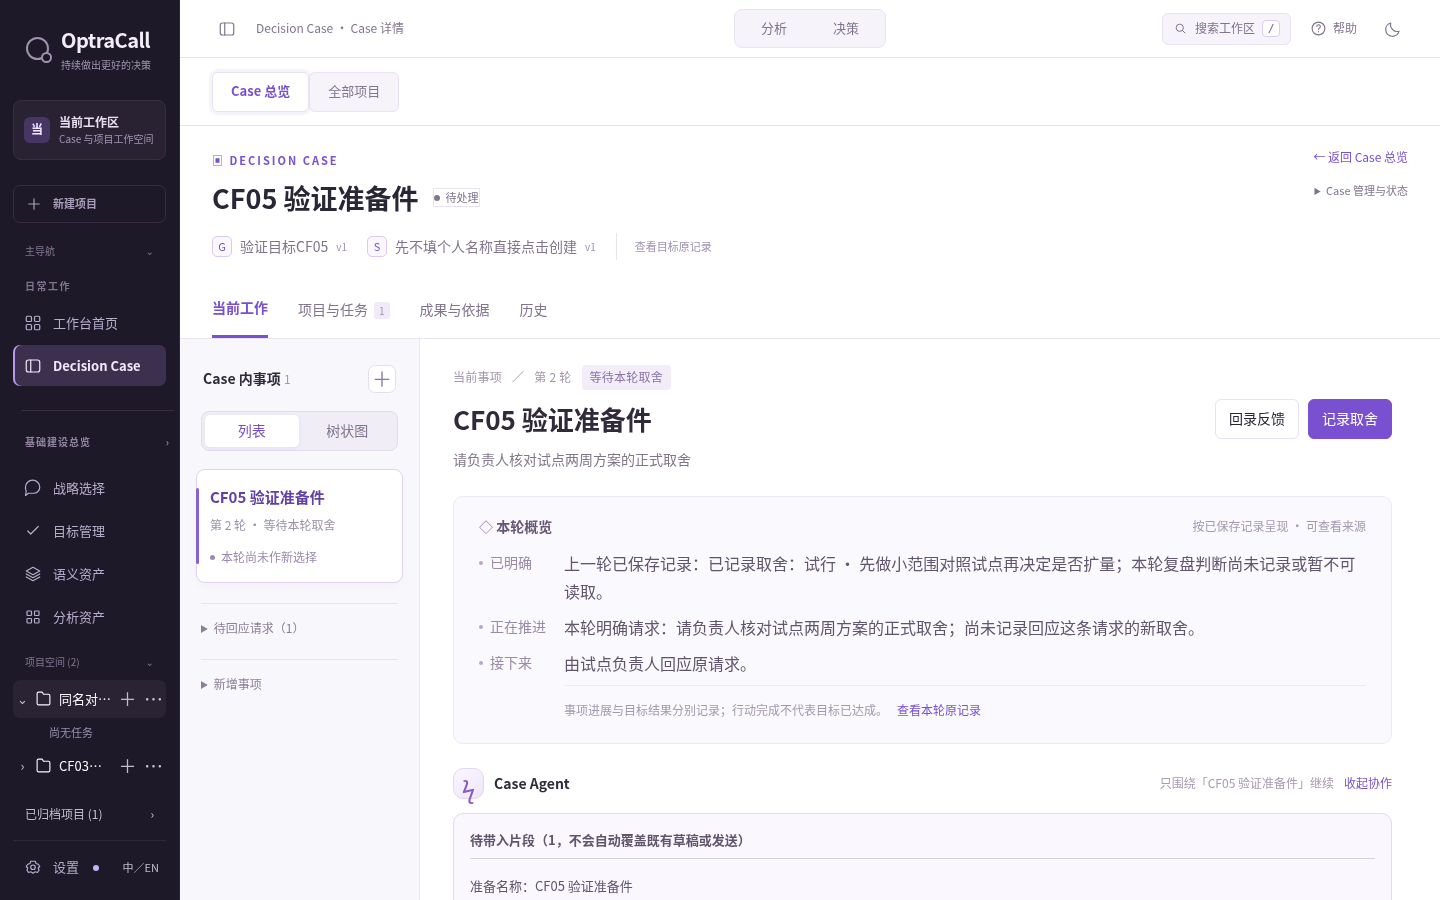 OptraCall
持续做出更好的决策
当
当前工作区
Case 与项目工作空间
新建项目
主导航
日常工作
工作台首页
Decision Case
基础建设总览
战略选择
目标管理
语义资产
分析资产
项目空间 (2)
同名对···
尚无任务
CF03···
已归档项目 (1)
设置
中／EN
Decision Case · Case 详情
分析
决策
搜索工作区
/
帮助
Case 总览
全部项目
DECISION CASE
← 返回 Case 总览
CF05 验证准备件
待处理
▸ Case 管理与状态
G 验证目标CF05 v1
S 先不填个人名称直接点击创建 v1
查看目标原记录
当前工作
项目与任务 1
成果与依据
历史
Case 内事项 1
列表
树状图
CF05 验证准备件
第 2 轮 · 等待本轮取舍
本轮尚未作新选择
待回应请求（1）
新增事项
当前事项 ／ 第 2 轮 等待本轮取舍
CF05 验证准备件
回录反馈
记录取舍
请负责人核对试点两周方案的正式取舍
◇ 本轮概览
按已保存记录呈现 · 可查看来源
已明确
上一轮已保存记录：已记录取舍：试行 · 先做小范围对照试点再决定是否扩量；本轮复盘判断尚未记录或暂不可
读取。
正在推进
本轮明确请求：请负责人核对试点两周方案的正式取舍；尚未记录回应这条请求的新取舍。
接下来
由试点负责人回应原请求。
事项进展与目标结果分别记录；行动完成不代表目标已达成。 查看本轮原记录
Case Agent
只围绕「CF05 验证准备件」继续
收起协作
待带入片段（1，不会自动覆盖既有草稿或发送）
准备名称：CF05 验证准备件